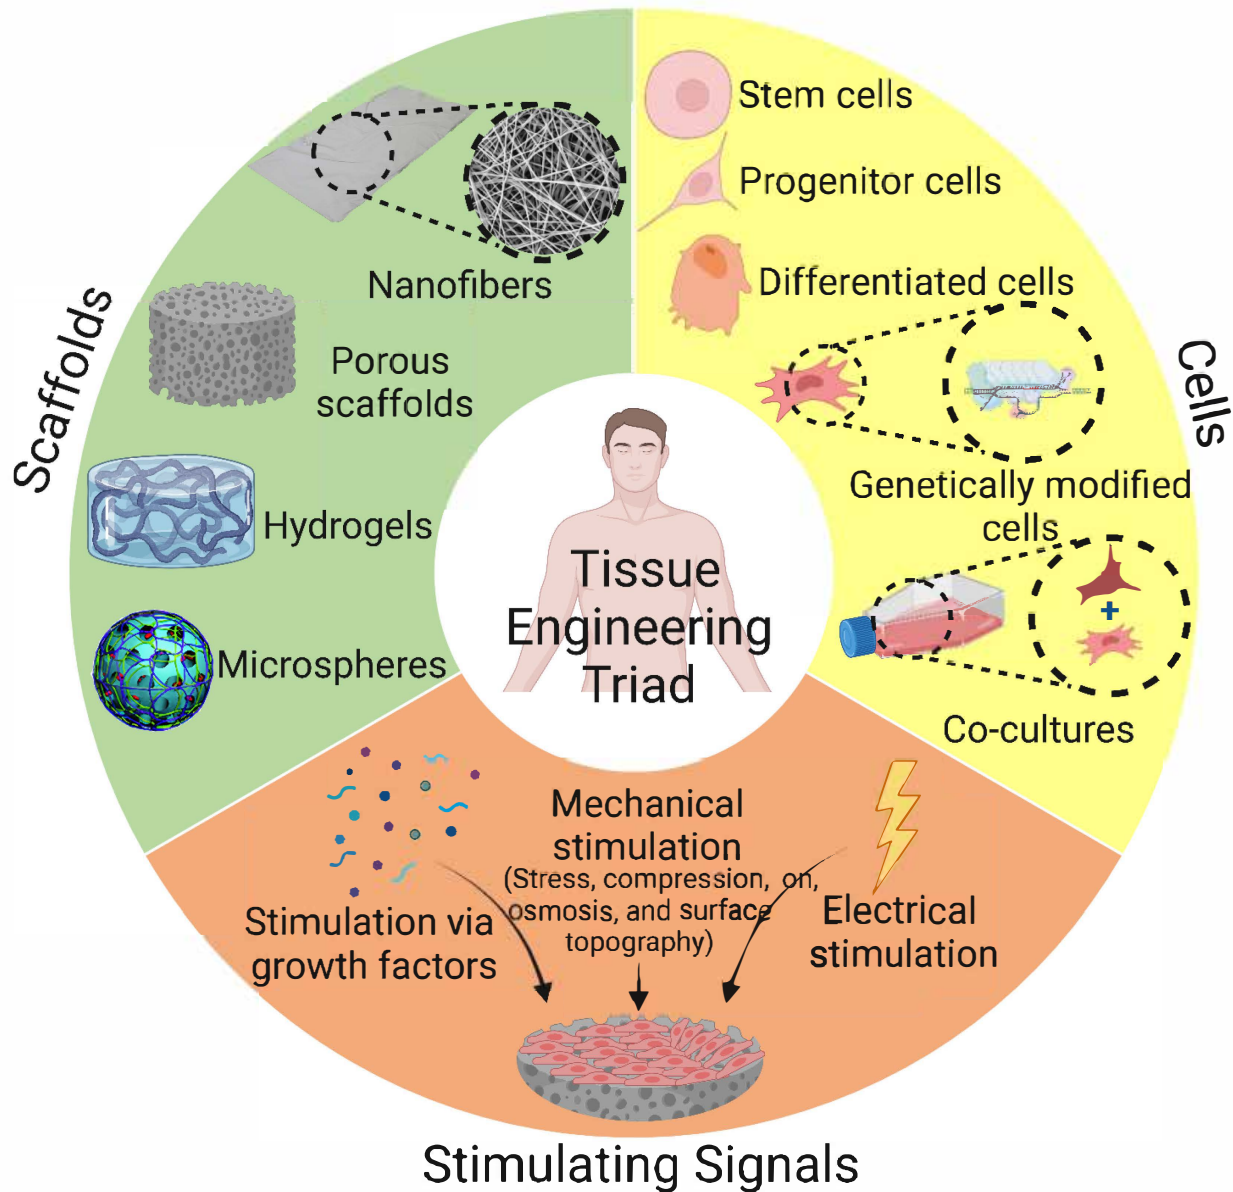 Scaffolds
Nanofibers
Porous
scaffolds
Hydrogels
Microspheres
Stem cells
Progenitor cells
Differentiated cells
Genetically modified
cells
Co-cultures
Cells
Tissue
Engineering
Triad
Stimulation via
growth factors
Mechanical
stimulation
(Stress, compression, on,
osmosis, and surface
topography)
Electrical
stimulation
+
Stimulating Signals